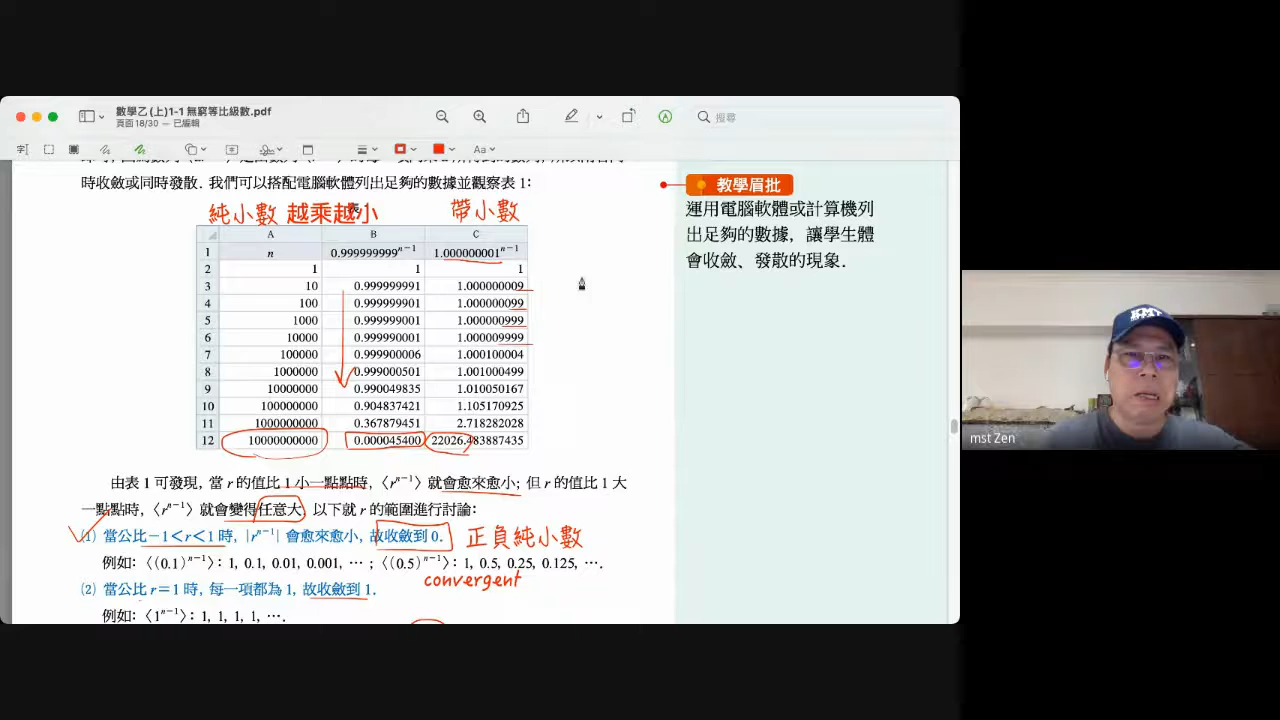 數學乙(上)1-1 無窮等比級數.pdf
頁面 18/30 — 已編輯
搜尋
Aa
時收斂或同時發散. 我們可以搭配電腦軟體列出足夠的數據並觀察表 1:
純小數 越乘越小 帶小數
A B C
1 n 0.999999999^{n-1} 1.000000001^{n-1}
2 1 1 1
3 10 0.999999991 1.000000009
4 100 0.999999901 1.000000099
5 1000 0.999999001 1.000000999
6 10000 0.999990001 1.000009999
7 100000 0.999900006 1.000100004
8 1000000 0.999000501 1.001000499
9 10000000 0.990049835 1.010050167
10 100000000 0.904837421 1.105170925
11 1000000000 0.367879451 2.718282028
12 10000000000 0.000045400 22026.483887435
由表 1 可發現, 當 r 的值比 1 小一點點時, ⟨r^{n-1}⟩ 就會愈來愈小; 但 r 的值比 1 大
一點點時, ⟨r^{n-1}⟩ 就會變得任意大. 以下就 r 的範圍進行討論:
(1) 當公比 −1<r<1 時, |r^{n-1}| 會愈來愈小, 故收斂到 0. 正負純小數
例如: ⟨(0.1)^{n-1}⟩: 1, 0.1, 0.01, 0.001, ⋯ ; ⟨(0.5)^{n-1}⟩: 1, 0.5, 0.25, 0.125, ⋯.
convergent
(2) 當公比 r=1 時, 每一項都為 1, 故收斂到 1.
例如: ⟨1^{n-1}⟩: 1, 1, 1, 1, ⋯.
教學眉批
運用電腦軟體或計算機列
出足夠的數據, 讓學生體
會收斂、發散的現象.
mst Zen